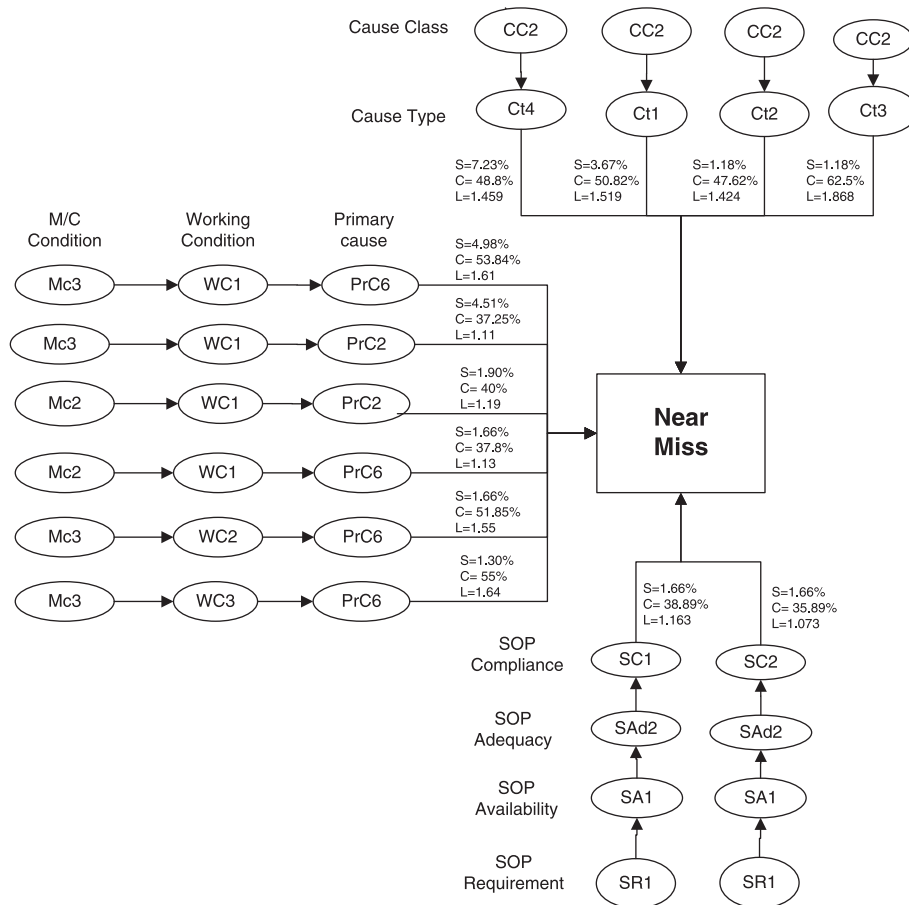 Cause Class
CC2 CC2 CC2 CC2
Cause Type
Ct4 Ct1 Ct2 Ct3
S=7.23%
C= 48.8%
L=1.459
S=3.67%
C= 50.82%
L=1.519
S=1.18%
C= 47.62%
L=1.424
S=1.18%
C= 62.5%
L=1.868
M/C
Condition
Working
Condition
Primary
cause
Mc3 WC1 PrC6
S=4.98%
C= 53.84%
L=1.61
Mc3 WC1 PrC2
S=4.51%
C= 37.25%
L=1.11
Mc2 WC1 PrC2
S=1.90%
C= 40%
L=1.19
Mc2 WC1 PrC6
S=1.66%
C= 37.8%
L=1.13
Mc3 WC2 PrC6
S=1.66%
C= 51.85%
L=1.55
Mc3 WC3 PrC6
S=1.30%
C= 55%
L=1.64
Near
Miss
S=1.66%
C= 38.89%
L=1.163
S=1.66%
C= 35.89%
L=1.073
SOP
Compliance
SC1 SC2
SOP
Adequacy
SAd2 SAd2
SOP
Availability
SA1 SA1
SOP
Requirement
SR1 SR1